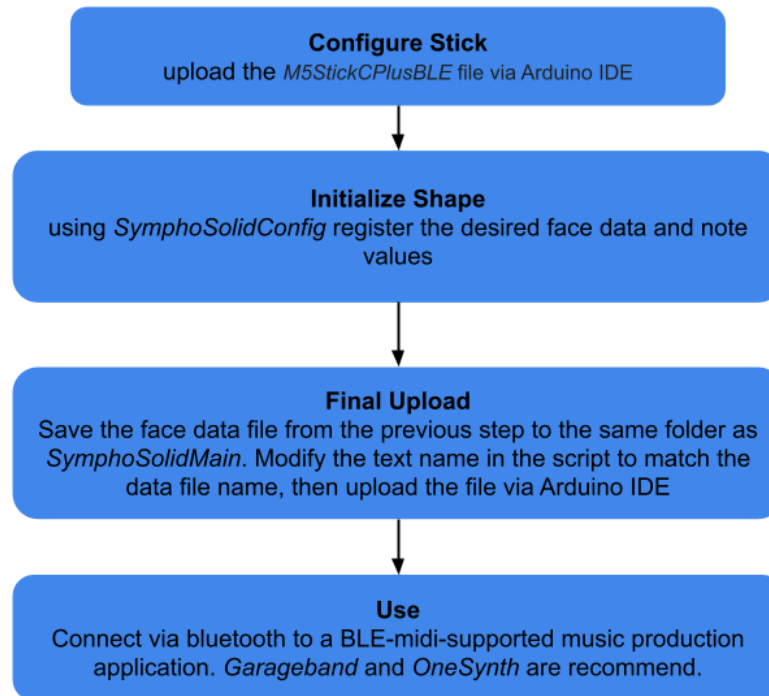 Configure Stick
upload the M5StickCPlusBLE file via Arduino IDE
Initialize Shape
using SymphoSolidConfig register the desired face data and note
values
Final Upload
Save the face data file from the previous step to the same folder as
SymphoSolidMain. Modify the text name in the script to match the
data file name, then upload the file via Arduino IDE
Use
Connect via bluetooth to a BLE-midi-supported music production
application. Garageband and OneSynth are recommend.